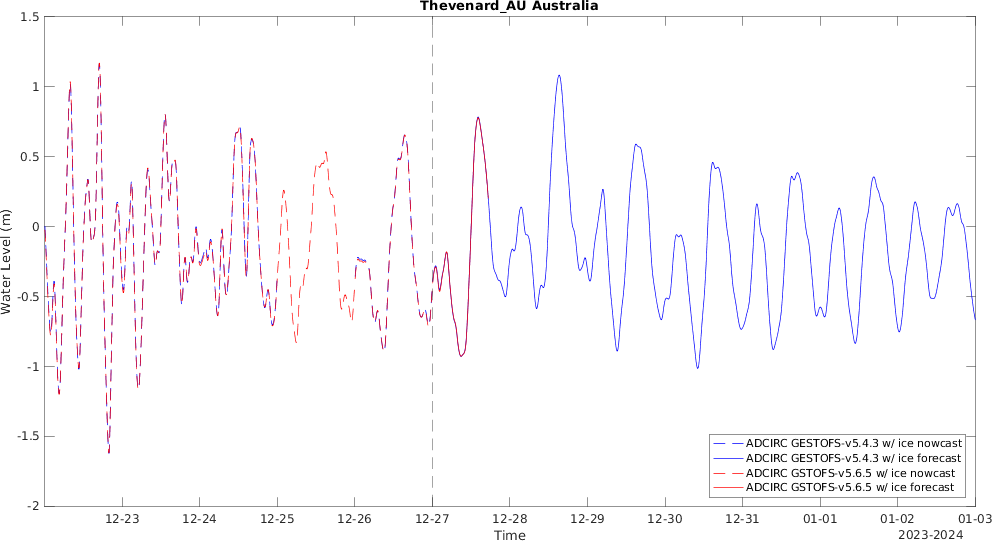 Thevenard_AU Australia
1.5
1
0.5
0
-0.5
-1
-1.5
-2
Water Level (m)
12-23 12-24 12-25 12-26 12-27 12-28 12-29 12-30 12-31 01-01 01-02 01-03
Time
2023-2024
ADCIRC GESTOFS-v5.4.3 w/ ice nowcast
ADCIRC GESTOFS-v5.4.3 w/ ice forecast
ADCIRC GSTOFS-v5.6.5 w/ ice nowcast
ADCIRC GSTOFS-v5.6.5 w/ ice forecast